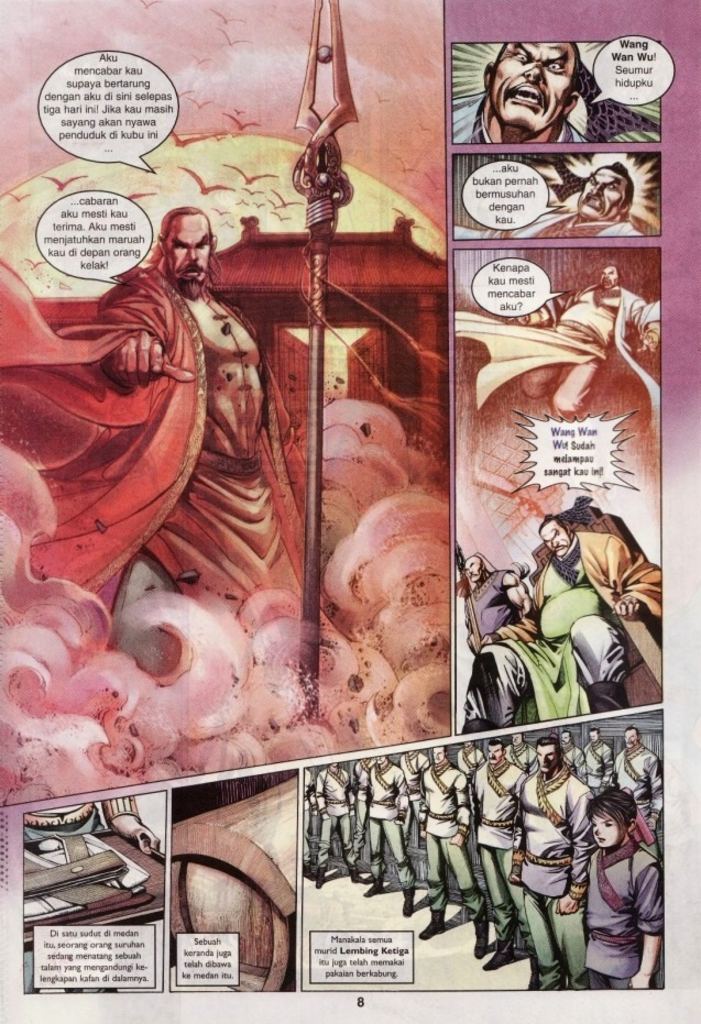 Aku
mencabar kau
supaya bertarung
dengan aku di sini selepas
tiga hari ini! Jika kau masih
sayang akan nyawa
penduduk di kubu ini
...
...cabaran
aku mesti kau
terima. Aku mesti
menjatuhkan maruah
kau di depan orang
kelak!
Wang
Wan Wu!
Seumur
hidupku
...
...aku
bukan pernah
bermusuhan
dengan
kau.
Kenapa
kau mesti
mencabar
aku?
Wang Wan
Wu! Sudah
melampau
sangat kau ini!
Di satu sudut di medan
itu, seorang orang suruhan
sedang menatang sebuah
talam yang mengandungi ke-
lengkapan kafan di dalamnya.
Sebuah
keranda juga
telah dibawa
ke medan itu.
Manakala semua
murid Lembing Ketiga
itu juga telah memakai
pakaian berkabung.
8